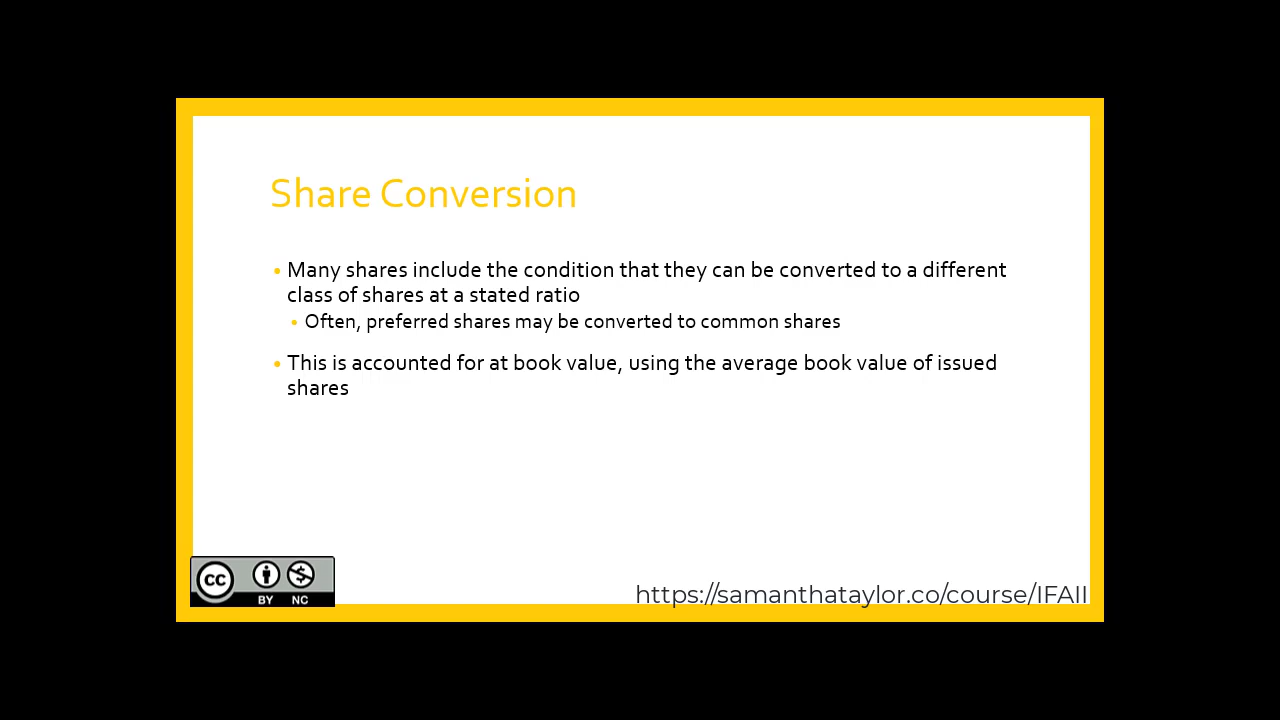 Share Conversion
• Many shares include the condition that they can be converted to a different
class of shares at a stated ratio
• Often, preferred shares may be converted to common shares
• This is accounted for at book value, using the average book value of issued
shares
cc
BY NC
https://samanthataylor.co/course/IFAII